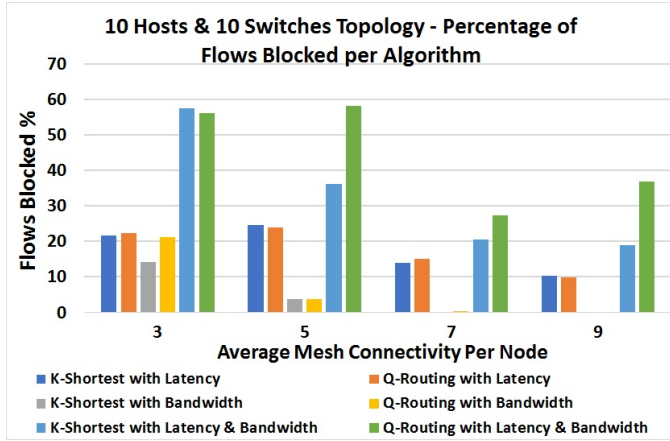 10 Hosts & 10 Switches Topology - Percentage of
Flows Blocked per Algorithm
Flows Blocked %
70
60
50
40
30
20
10
0
3 5 7 9
Average Mesh Connectivity Per Node
K-Shortest with Latency Q-Routing with Latency
K-Shortest with Bandwidth Q-Routing with Bandwidth
K-Shortest with Latency & Bandwidth Q-Routing with Latency & Bandwidth